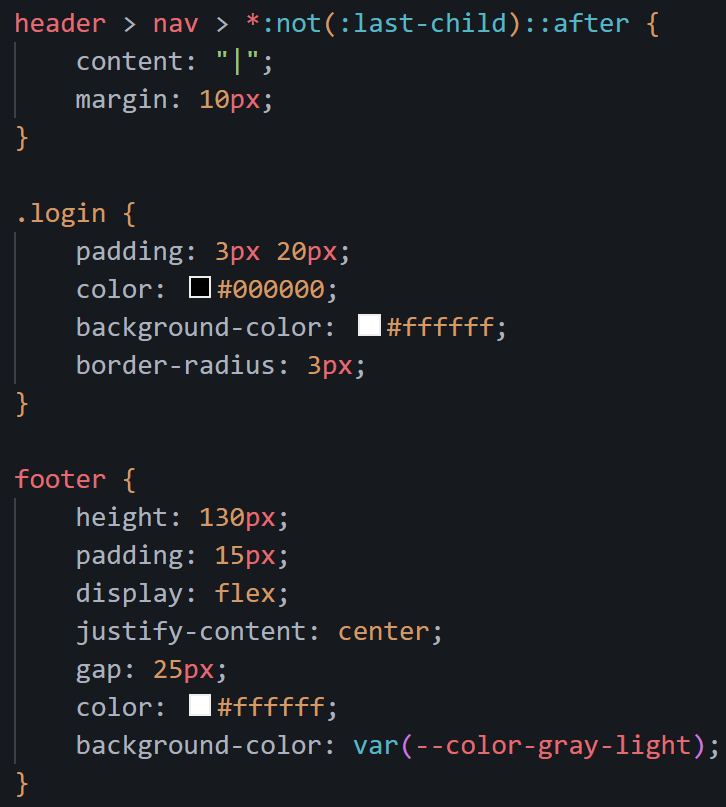 header > nav > *:not(:last-child)::after {
    content: "|";
    margin: 10px;
}

.login {
    padding: 3px 20px;
    color: #000000;
    background-color: #ffffff;
    border-radius: 3px;
}

footer {
    height: 130px;
    padding: 15px;
    display: flex;
    justify-content: center;
    gap: 25px;
    color: #ffffff;
    background-color: var(--color-gray-light);
}